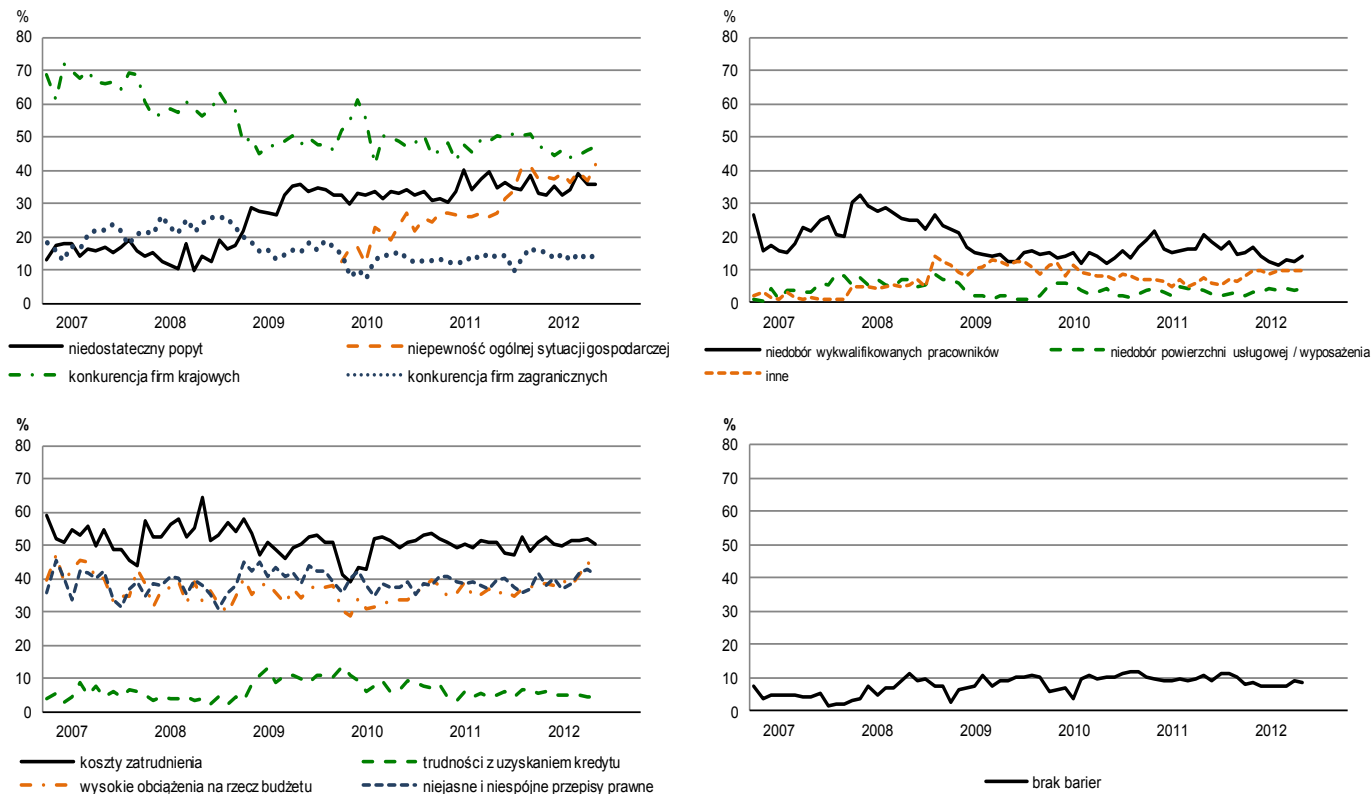 %
80
70
60
50
40
30
20
10
0
2007 2008 2009 2010 2011 2012
niedostateczny popyt
niepewność ogólnej sytuacji gospodarczej
konkurencja firm krajowych
konkurencja firm zagranicznych
%
80
70
60
50
40
30
20
10
0
2007 2008 2009 2010 2011 2012
niedobór wykwalifikowanych pracowników
niedobór powierzchni usługowej / wyposażenia
inne
%
80
70
60
50
40
30
20
10
0
2007 2008 2009 2010 2011 2012
koszty zatrudnienia
trudności z uzyskaniem kredytu
wysokie obciążenia na rzecz budżetu
niejasne i niespójne przepisy prawne
%
80
70
60
50
40
30
20
10
0
2007 2008 2009 2010 2011 2012
brak barier